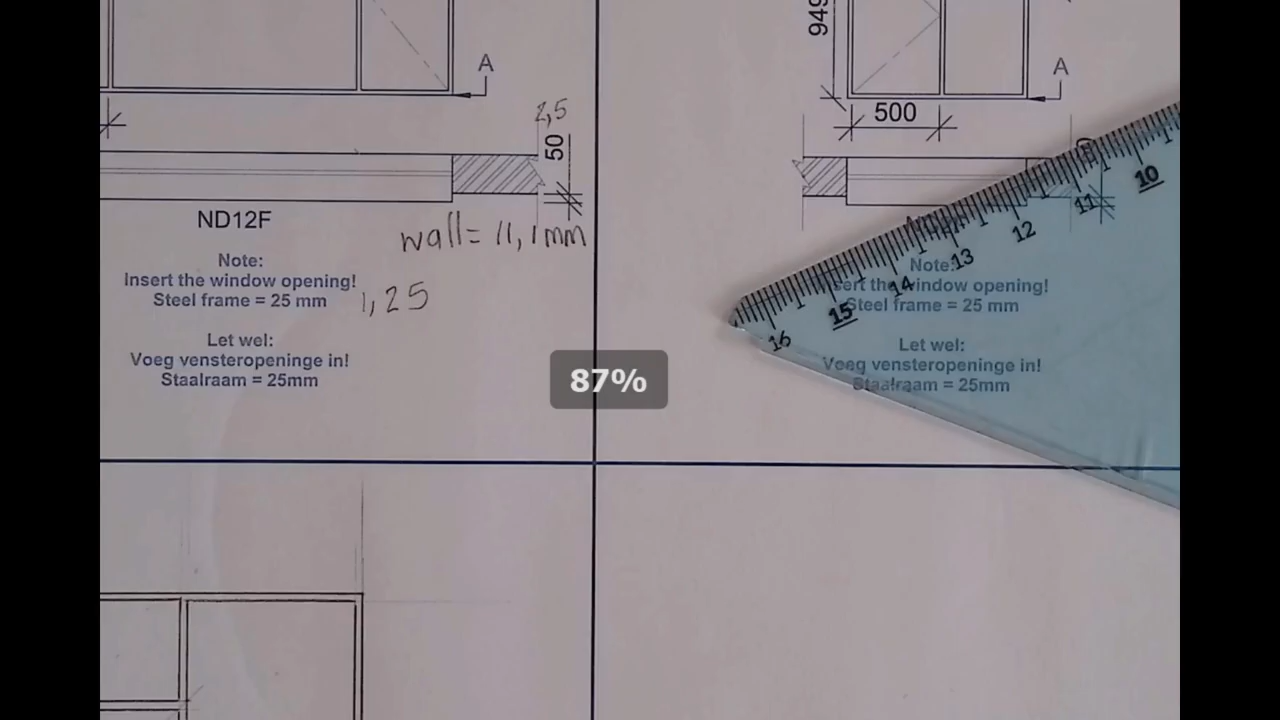 949
A
A
2,5
500
50
ND12F
wall= 11,1mm
Note:
Insert the window opening!
Steel frame = 25 mm
1,25
Let wel:
Voeg vensteropeninge in!
Staalraam = 25mm
10
11
12
13
14
15
16
Note:
sert the window opening!
Steel frame = 25 mm
Let wel:
Voeg vensteropeninge in!
Staalraam = 25mm
87%